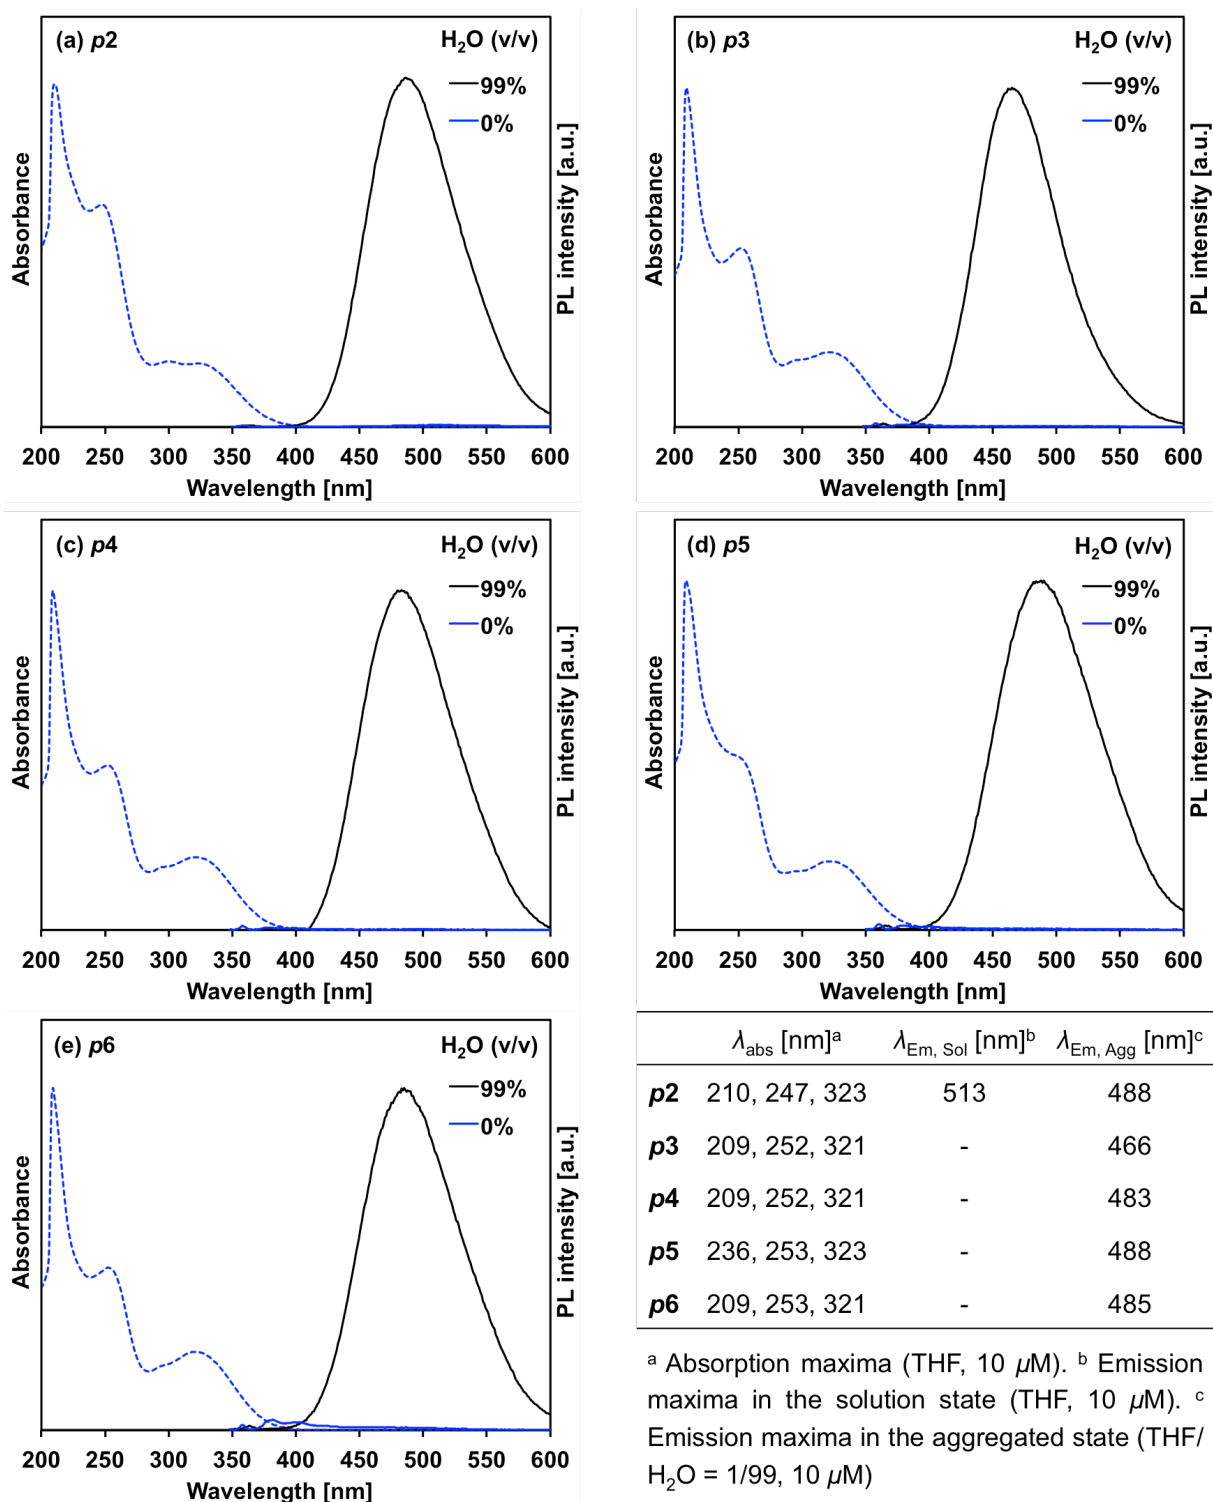 (a) p2
H2O (v/v)
99%
0%
Absorbance
PL intensity [a.u.]
200 250 300 350 400 450 500 550 600
Wavelength [nm]
(b) p3
H2O (v/v)
99%
0%
Absorbance
PL intensity [a.u.]
200 250 300 350 400 450 500 550 600
Wavelength [nm]
(c) p4
H2O (v/v)
99%
0%
Absorbance
PL intensity [a.u.]
200 250 300 350 400 450 500 550 600
Wavelength [nm]
(d) p5
H2O (v/v)
99%
0%
Absorbance
PL intensity [a.u.]
200 250 300 350 400 450 500 550 600
Wavelength [nm]
(e) p6
H2O (v/v)
99%
0%
Absorbance
PL intensity [a.u.]
200 250 300 350 400 450 500 550 600
Wavelength [nm]
λabs [nm]a λEm, Sol [nm]b λEm, Agg [nm]c
p2 210, 247, 323 513 488
p3 209, 252, 321 - 466
p4 209, 252, 321 - 483
p5 236, 253, 323 - 488
p6 209, 253, 321 - 485
a Absorption maxima (THF, 10 µM). b Emission
maxima in the solution state (THF, 10 µM). c
Emission maxima in the aggregated state (THF/
H2O = 1/99, 10 µM)